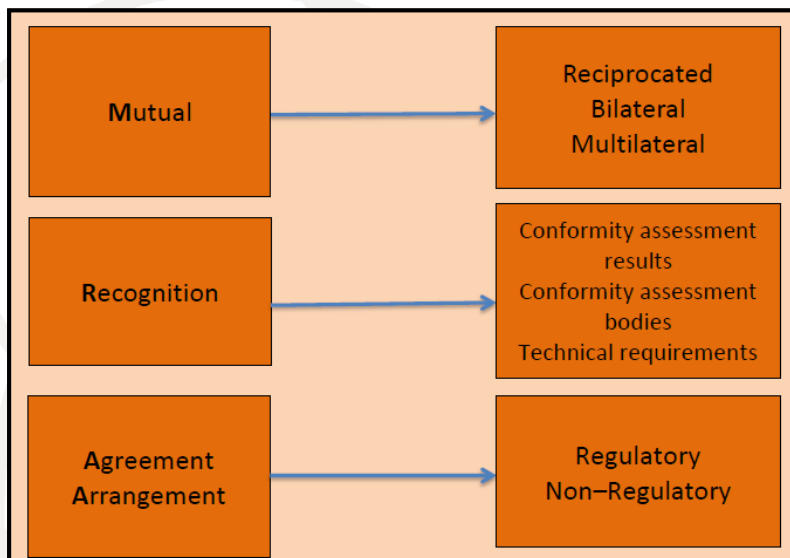 Mutual
Reciprocated
Bilateral
Multilateral
Recognition
Conformity assessment
results
Conformity assessment
bodies
Technical requirements
Agreement
Arrangement
Regulatory
Non–Regulatory